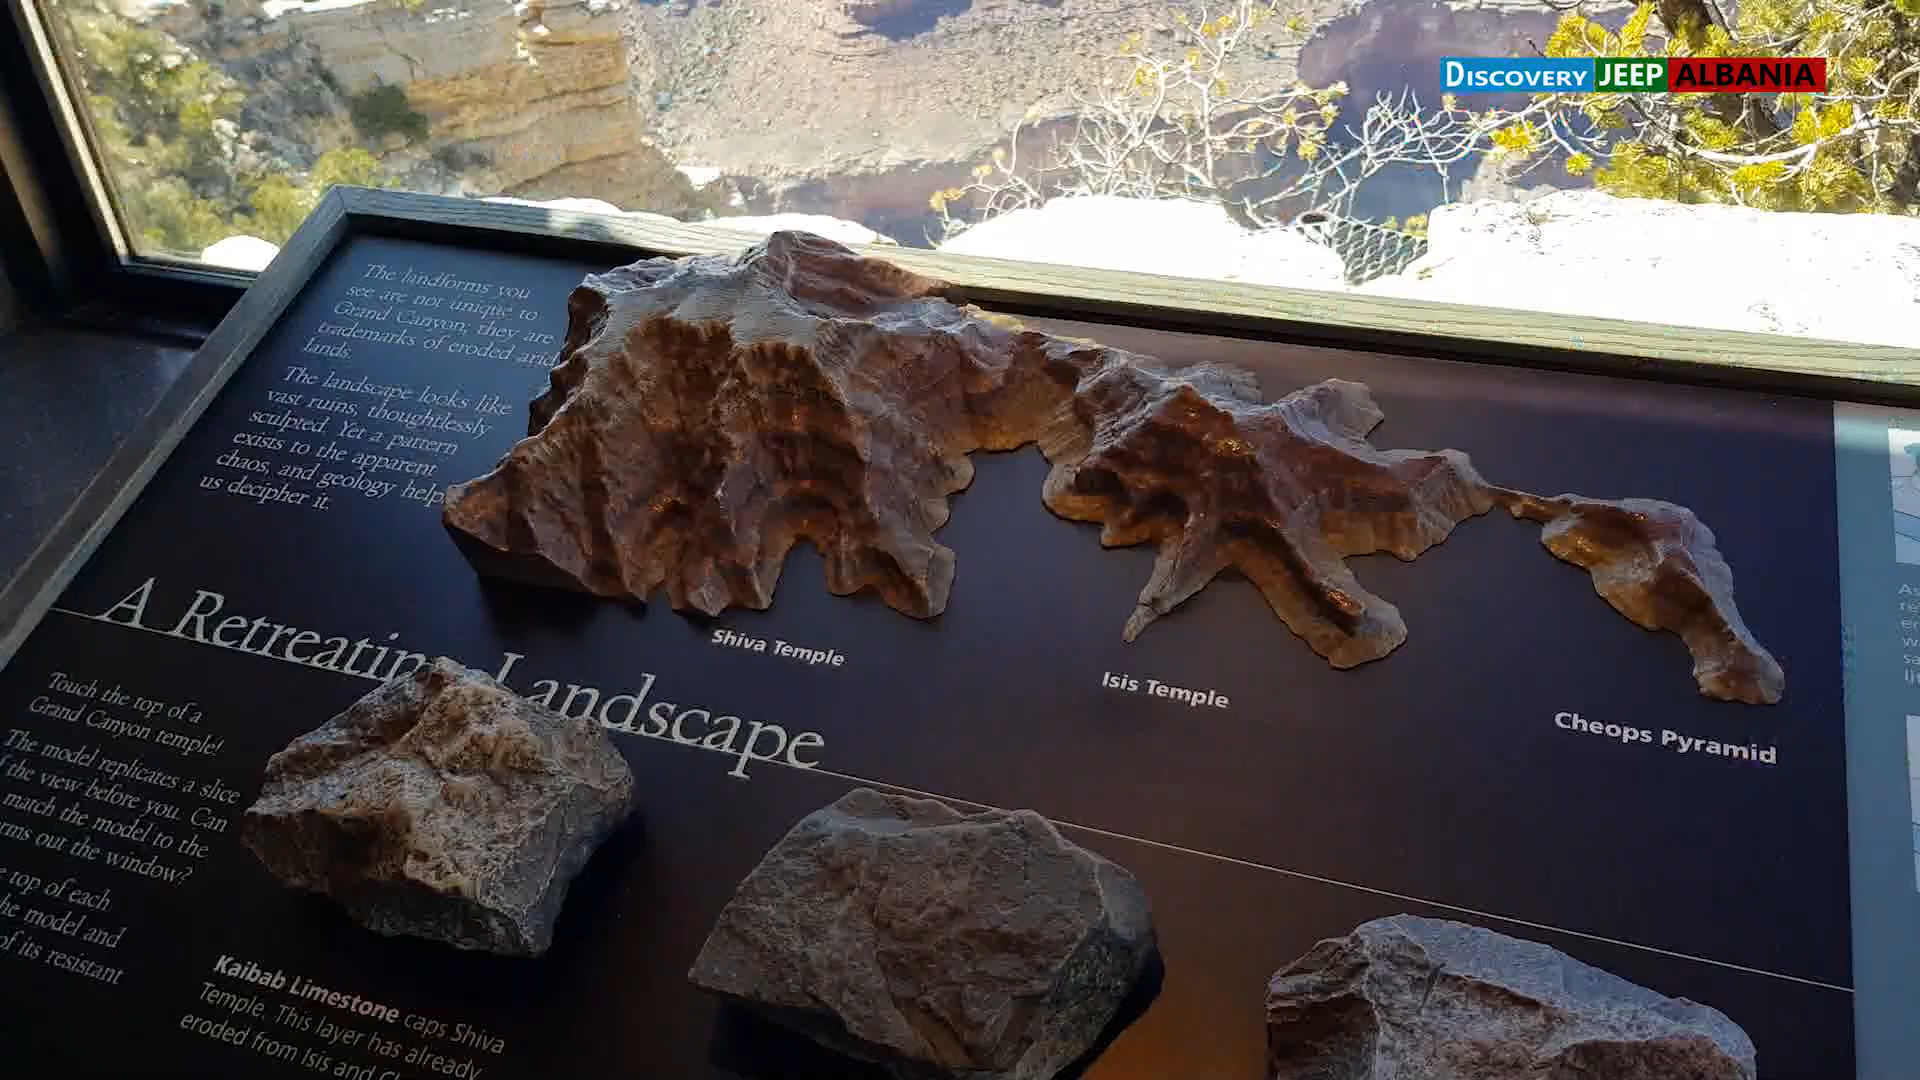 DISCOVERY JEEP ALBANIA
The landforms you
see are not unique to
Grand Canyon; they are
trademarks of eroded arid
lands.
The landscape looks like
vast ruins, thoughtlessly
sculpted. Yet a pattern
exists to the apparent
chaos, and geology help
us decipher it.
Shiva Temple
Isis Temple
Cheops Pyramid
A Retreating Landscape
Touch the top of a
Grand Canyon temple!
The model replicates a slice
the view before you. Can
match the model to the
out the window?
top of each
model and
of its resistant
Kaibab Limestone caps Shiva
Temple. This layer has already
eroded from Isis and